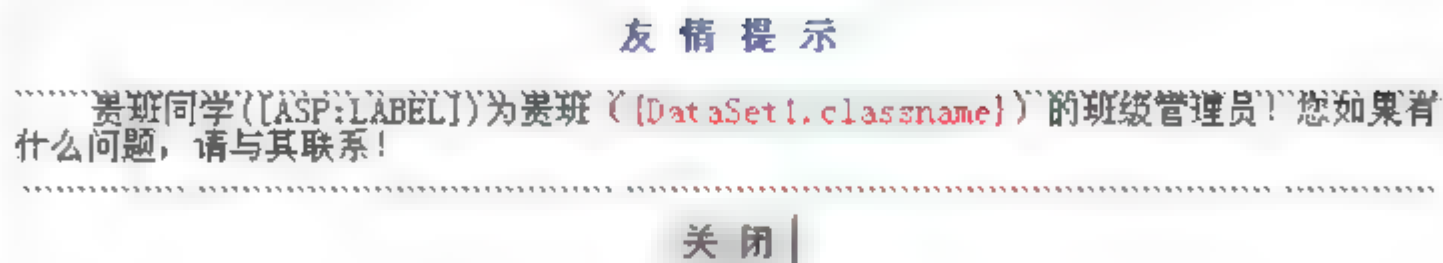 友 情 提 示
贵班同学([ASP:LABEL])为贵班({DataSet1.classname})的班级管理员！您如果有
什么问题，请与其联系！
关 闭